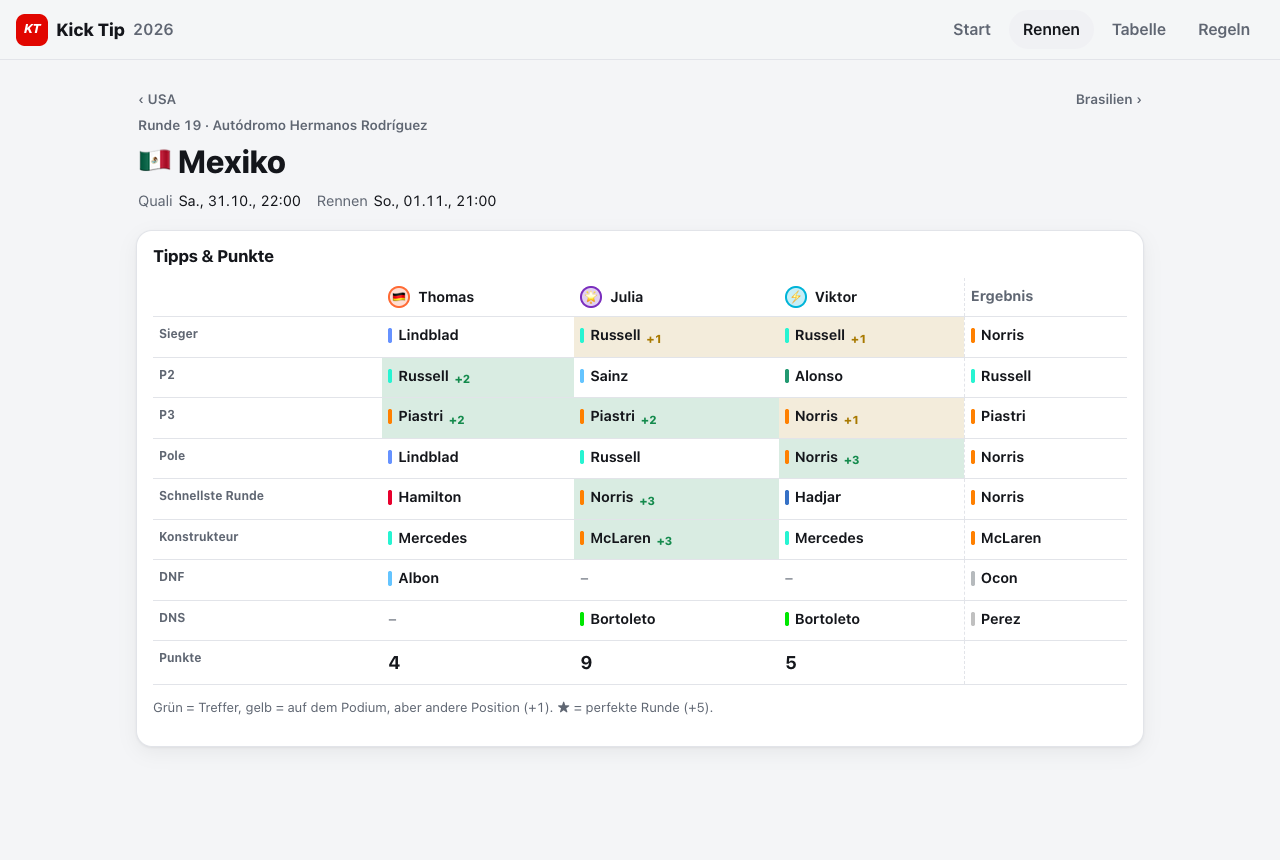 KT Kick Tip 2026 Start Rennen Tabelle Regeln
‹ USA Brasilien ›
Runde 19 · Autódromo Hermanos Rodríguez
🇲🇽 Mexiko
Quali Sa., 31.10., 22:00 Rennen So., 01.11., 21:00
Tipps & Punkte
Thomas Julia Viktor Ergebnis
Sieger Lindblad Russell +1 Russell +1 Norris
P2 Russell +2 Sainz Alonso Russell
P3 Piastri +2 Piastri +2 Norris +1 Piastri
Pole Lindblad Russell Norris +3 Norris
Schnellste Runde Hamilton Norris +3 Hadjar Norris
Konstrukteur Mercedes McLaren +3 Mercedes McLaren
DNF Albon – – Ocon
DNS – Bortoleto Bortoleto Perez
Punkte 4 9 5
Grün = Treffer, gelb = auf dem Podium, aber andere Position (+1). ★ = perfekte Runde (+5).